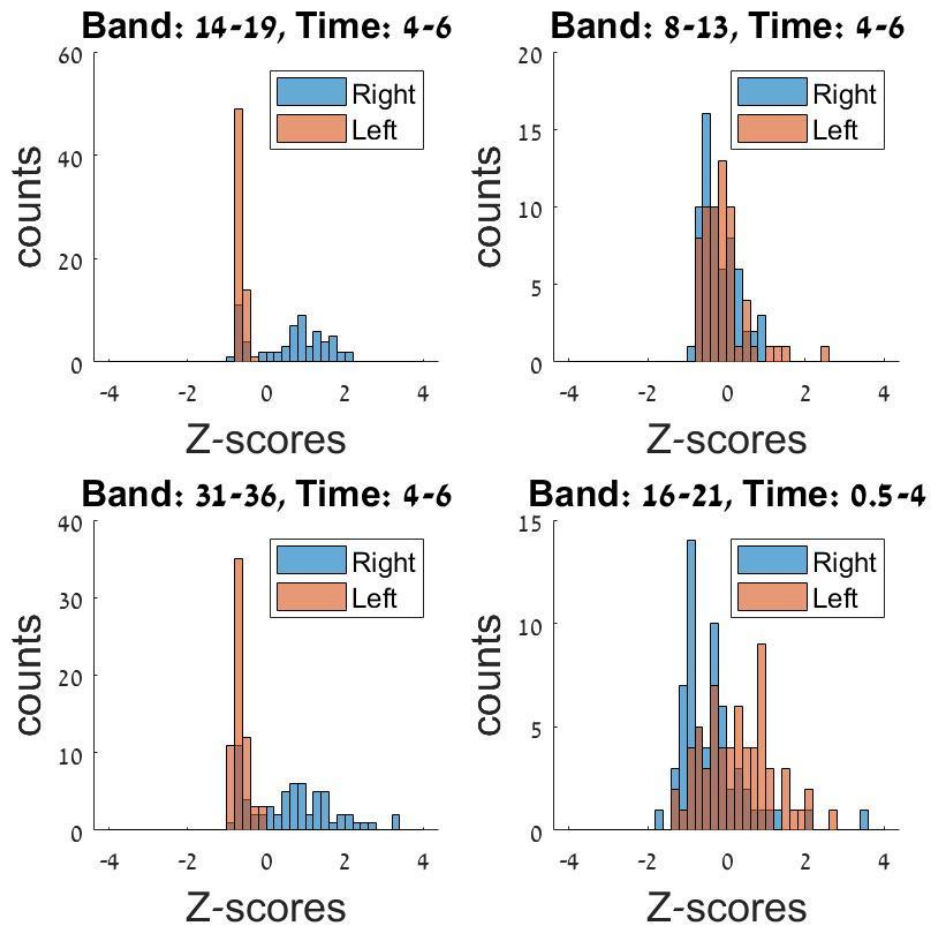 Band: 14-19, Time: 4-6
60
40
20
0
counts
Right
Left
-4 -2 0 2 4
Z-scores
Band: 8-13, Time: 4-6
20
15
10
5
0
counts
Right
Left
-4 -2 0 2 4
Z-scores
Band: 31-36, Time: 4-6
40
30
20
10
0
counts
Right
Left
-4 -2 0 2 4
Z-scores
Band: 16-21, Time: 0.5-4
15
10
5
0
counts
Right
Left
-4 -2 0 2 4
Z-scores